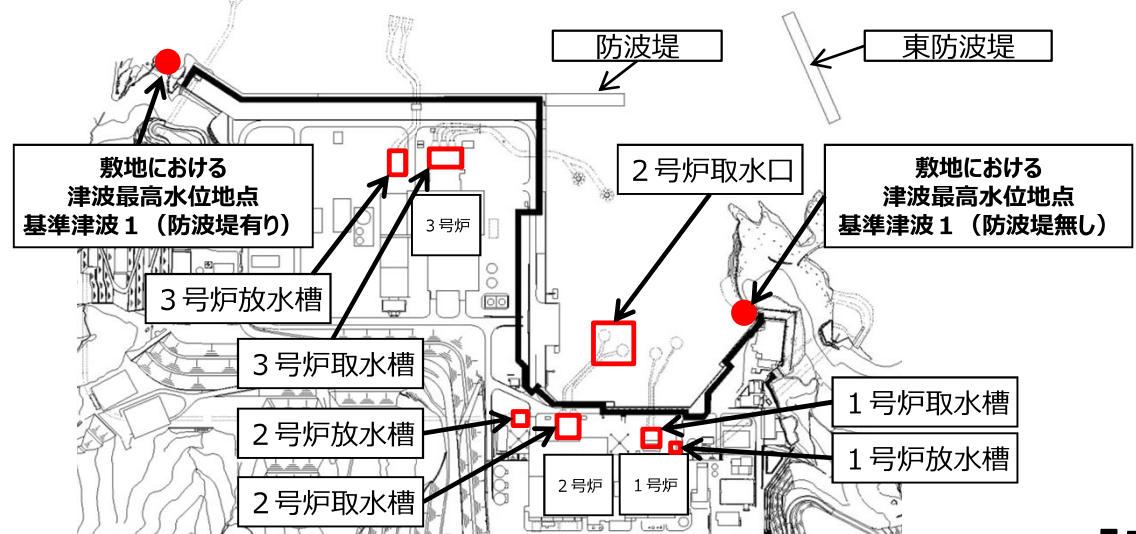 防波堤
東防波堤
敷地における
津波最高水位地点
基準津波１（防波堤有り）
２号炉取水口
敷地における
津波最高水位地点
基準津波１（防波堤無し）
３号炉
３号炉放水槽
３号炉取水槽
２号炉放水槽
２号炉取水槽
１号炉取水槽
１号炉放水槽
２号炉
１号炉